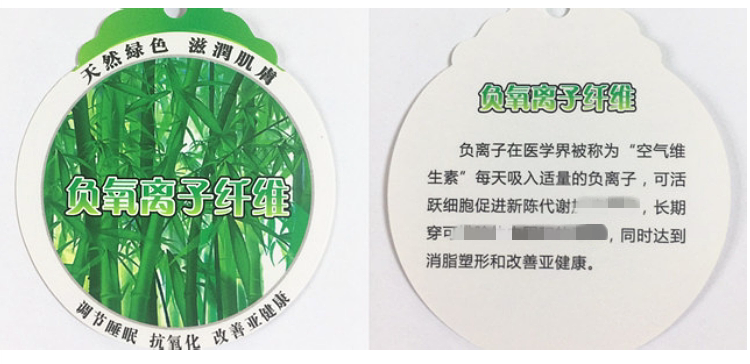 天然绿色 滋潤肌膚
负氧离子纤维
调节睡眠 抗氧化 改善亚健康
负氧离子纤维
负离子在医学界被称为“空气维
生素”每天吸入适量的负离子，可活
跃细胞促进新陈代谢，长期
穿可，同时达到
消脂塑形和改善亚健康。